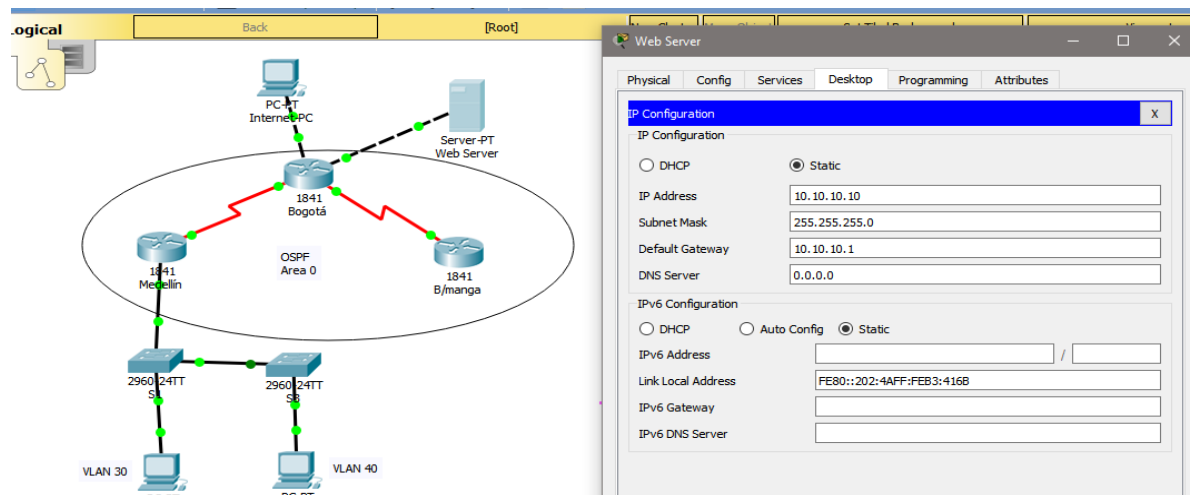 Logical
Back
[Root]
PC-PT
Internet-PC
Server-PT
Web Server
1841
Bogotá
OSPF
Area 0
1841
Medellín
1841
B/manga
2960-24TT
S1
2960-24TT
S3
VLAN 30
VLAN 40
PC-PT
Web Server
Physical
Config
Services
Desktop
Programming
Attributes
IP Configuration
X
IP Configuration
DHCP
Static
IP Address
10.10.10.10
Subnet Mask
255.255.255.0
Default Gateway
10.10.10.1
DNS Server
0.0.0.0
IPv6 Configuration
DHCP
Auto Config
Static
IPv6 Address
/
Link Local Address
FE80::202:4AFF:FEB3:416B
IPv6 Gateway
IPv6 DNS Server